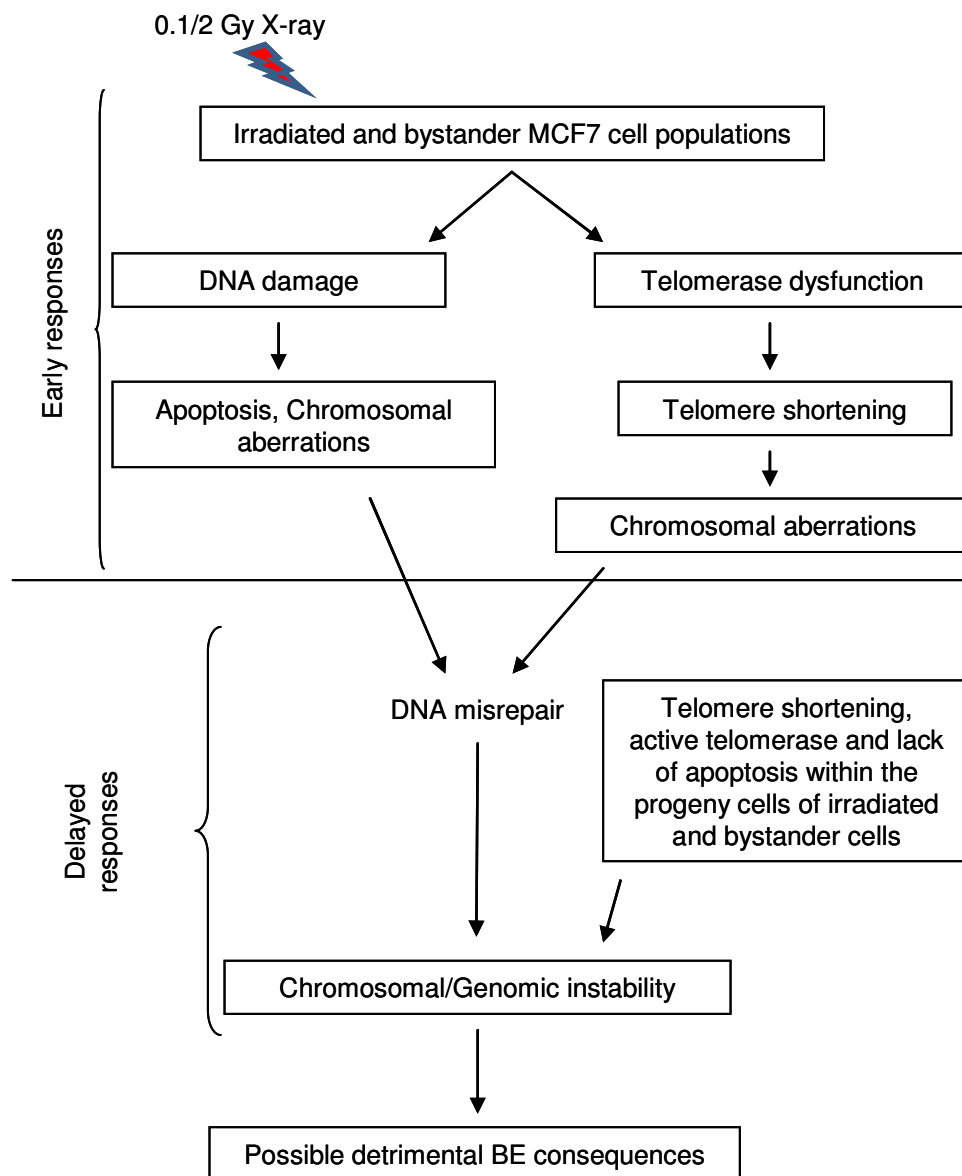 0.1/2 Gy X-ray
Irradiated and bystander MCF7 cell populations
Early responses
DNA damage
Telomerase dysfunction
Apoptosis, Chromosomal
aberrations
Telomere shortening
Chromosomal aberrations
Delayed
responses
DNA misrepair
Telomere shortening,
active telomerase and lack
of apoptosis within the
progeny cells of irradiated
and bystander cells
Chromosomal/Genomic instability
Possible detrimental BE consequences